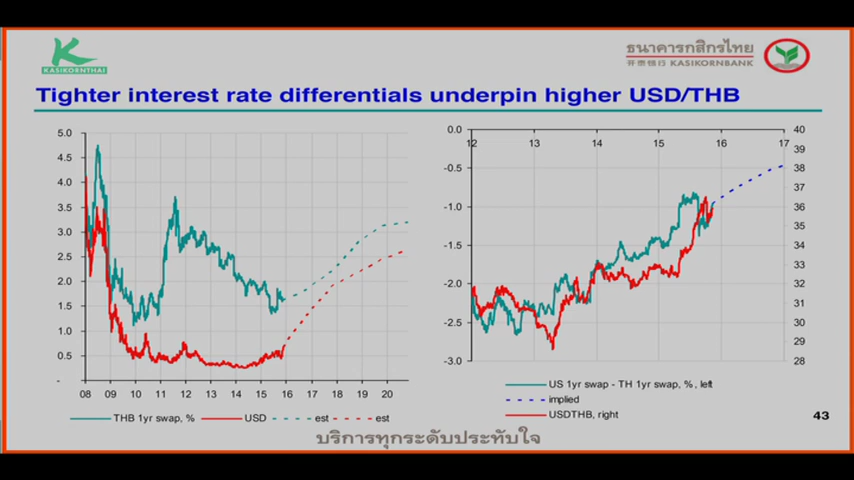 KASIKORNTHAI
ธนาคารกสิกรไทย
开泰银行 KASIKORNBANK
Tighter interest rate differentials underpin higher USD/THB
5.0
4.5
4.0
3.5
3.0
2.5
2.0
1.5
1.0
0.5
-
08 09 10 11 12 13 14 15 16 17 18 19 20
THB 1yr swap, % USD est est
0.0
-0.5
-1.0
-1.5
-2.0
-2.5
-3.0
12 13 14 15 16 17
40
39
38
37
36
35
34
33
32
31
30
29
28
US 1yr swap - TH 1yr swap, % , left
implied
USDTHB, right
43
บริการทุกระดับประทับใจ